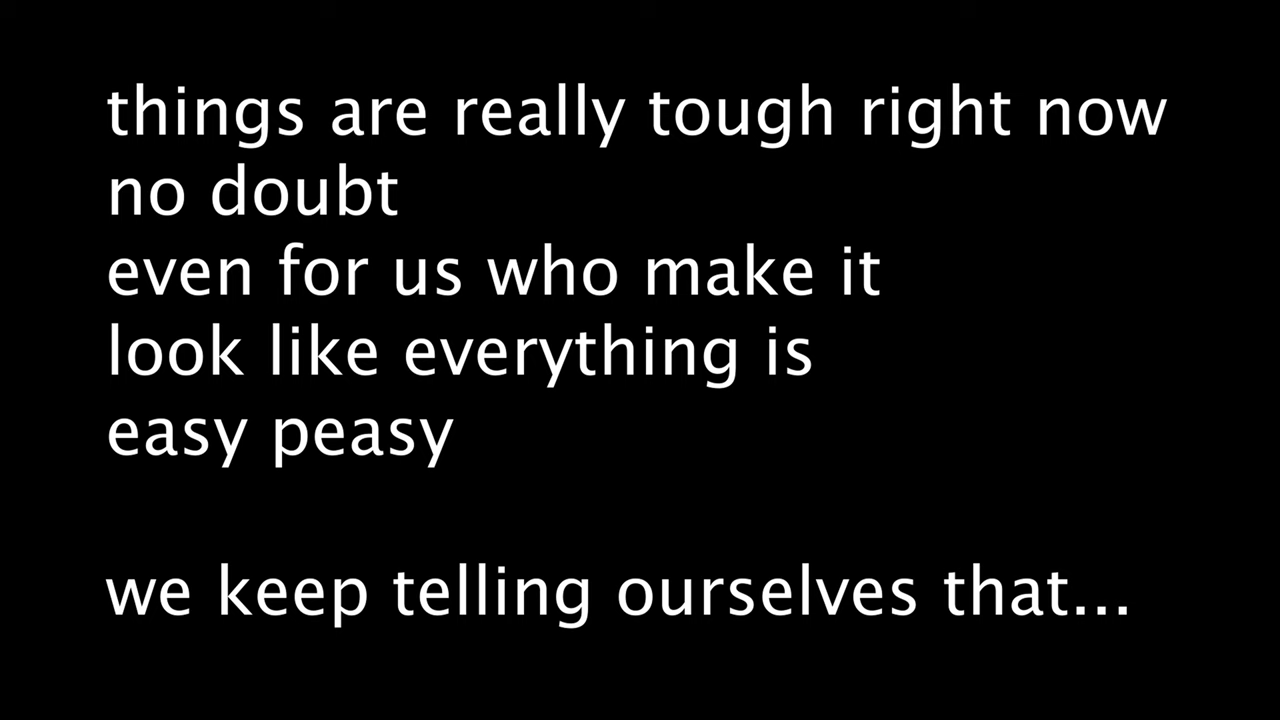 things are really tough right now
no doubt
even for us who make it
look like everything is
easy peasy
we keep telling ourselves that...